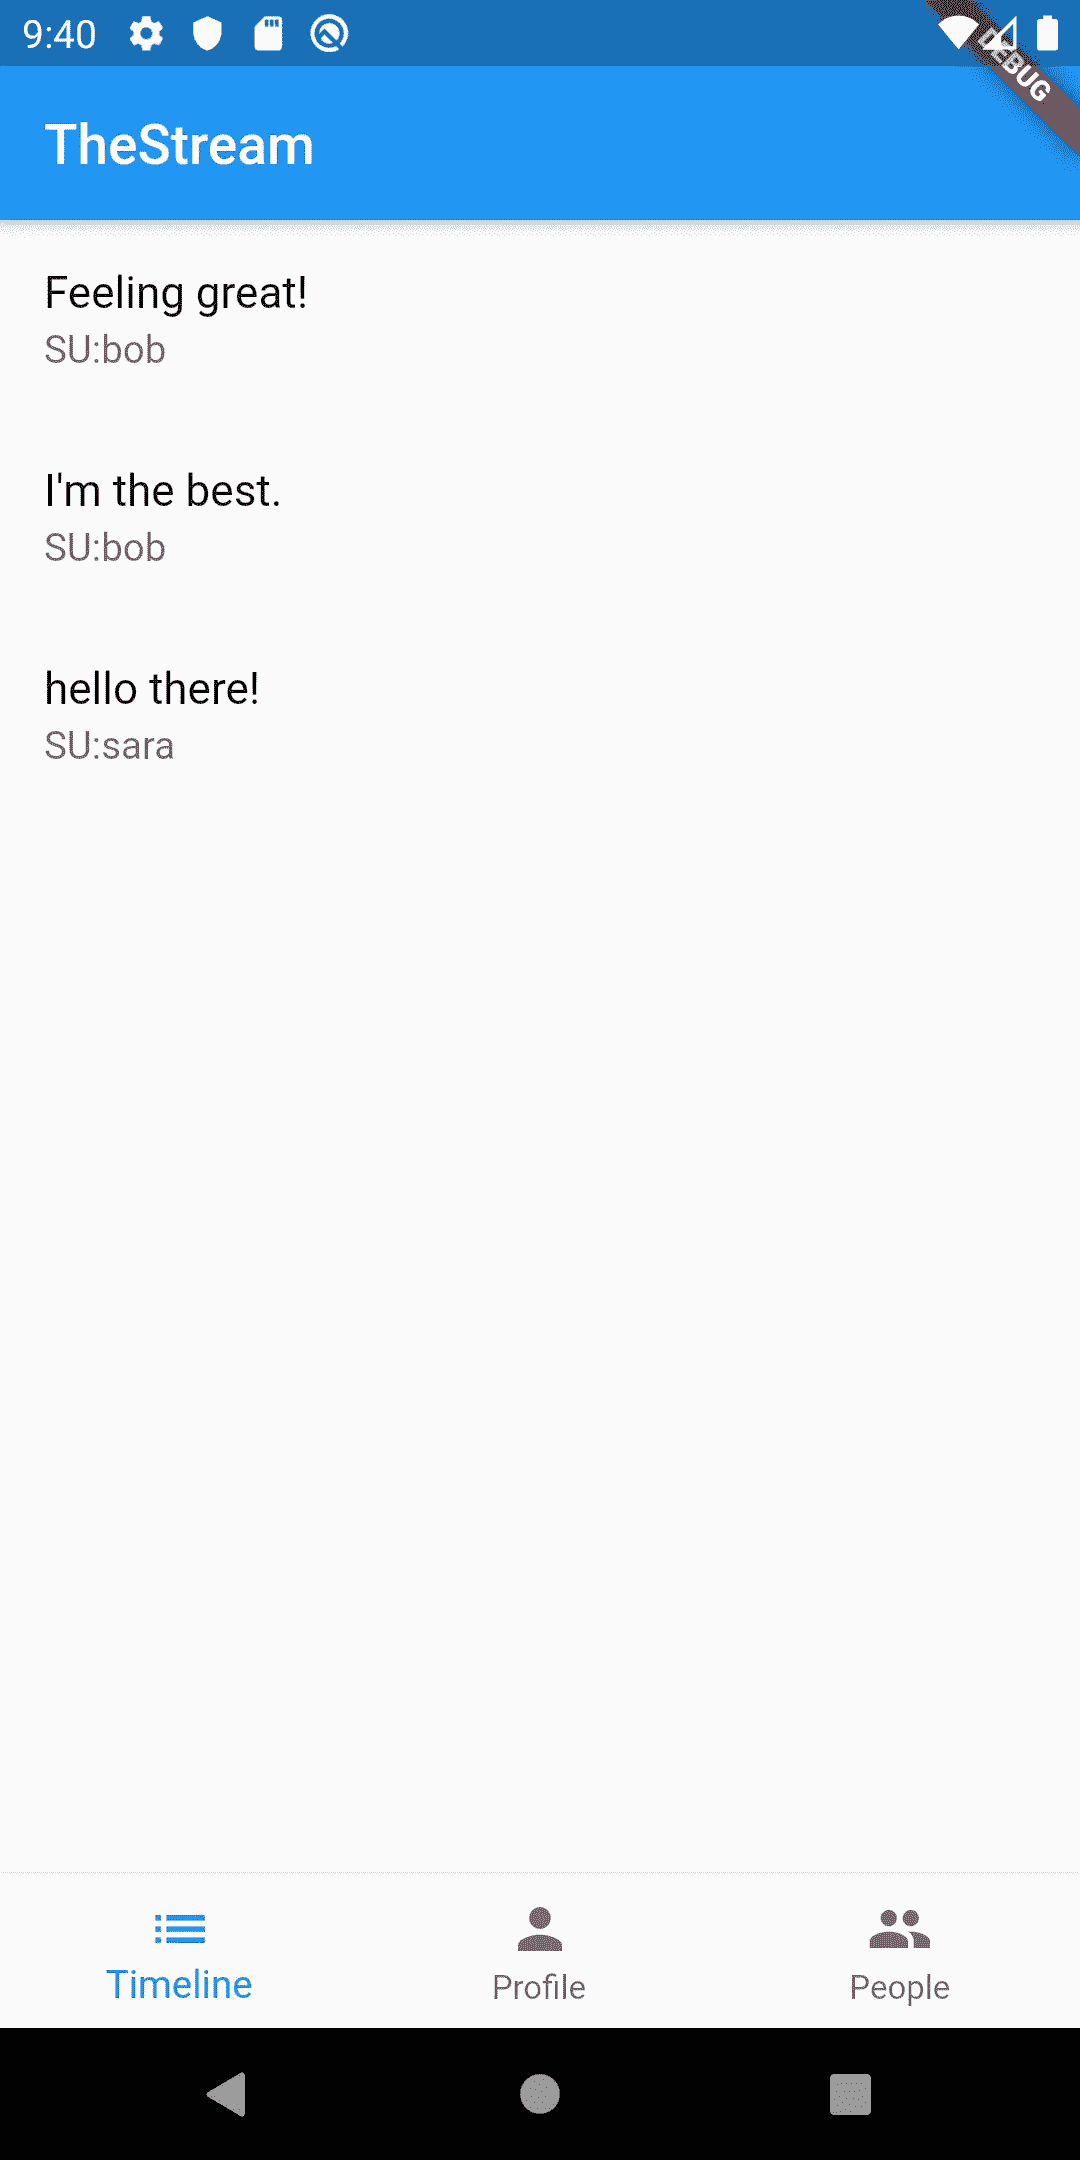 9:40
DEBUG
TheStream
Feeling great!
SU:bob
I'm the best.
SU:bob
hello there!
SU:sara
Timeline
Profile
People